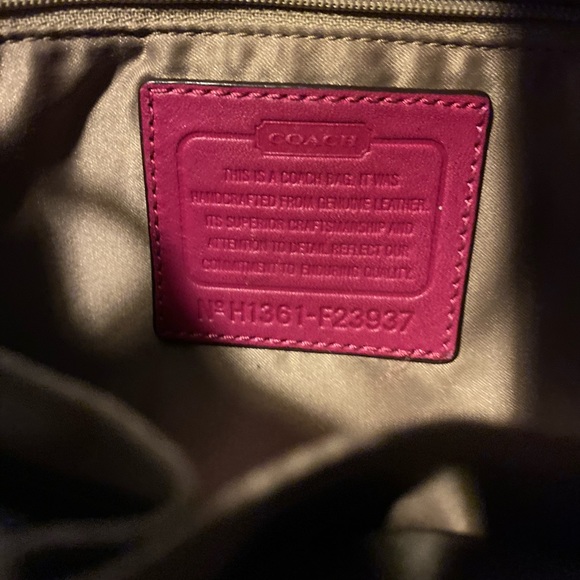 COACH
THIS IS A COACH BAG. IT WAS
HANDCRAFTED FROM GENUINE LEATHER.
ITS SUPERIOR CRAFTSMANSHIP AND
ATTENTION TO DETAIL REFLECT OUR
COMMITMENT TO ENDURING QUALITY.
Nº H1361-F23937